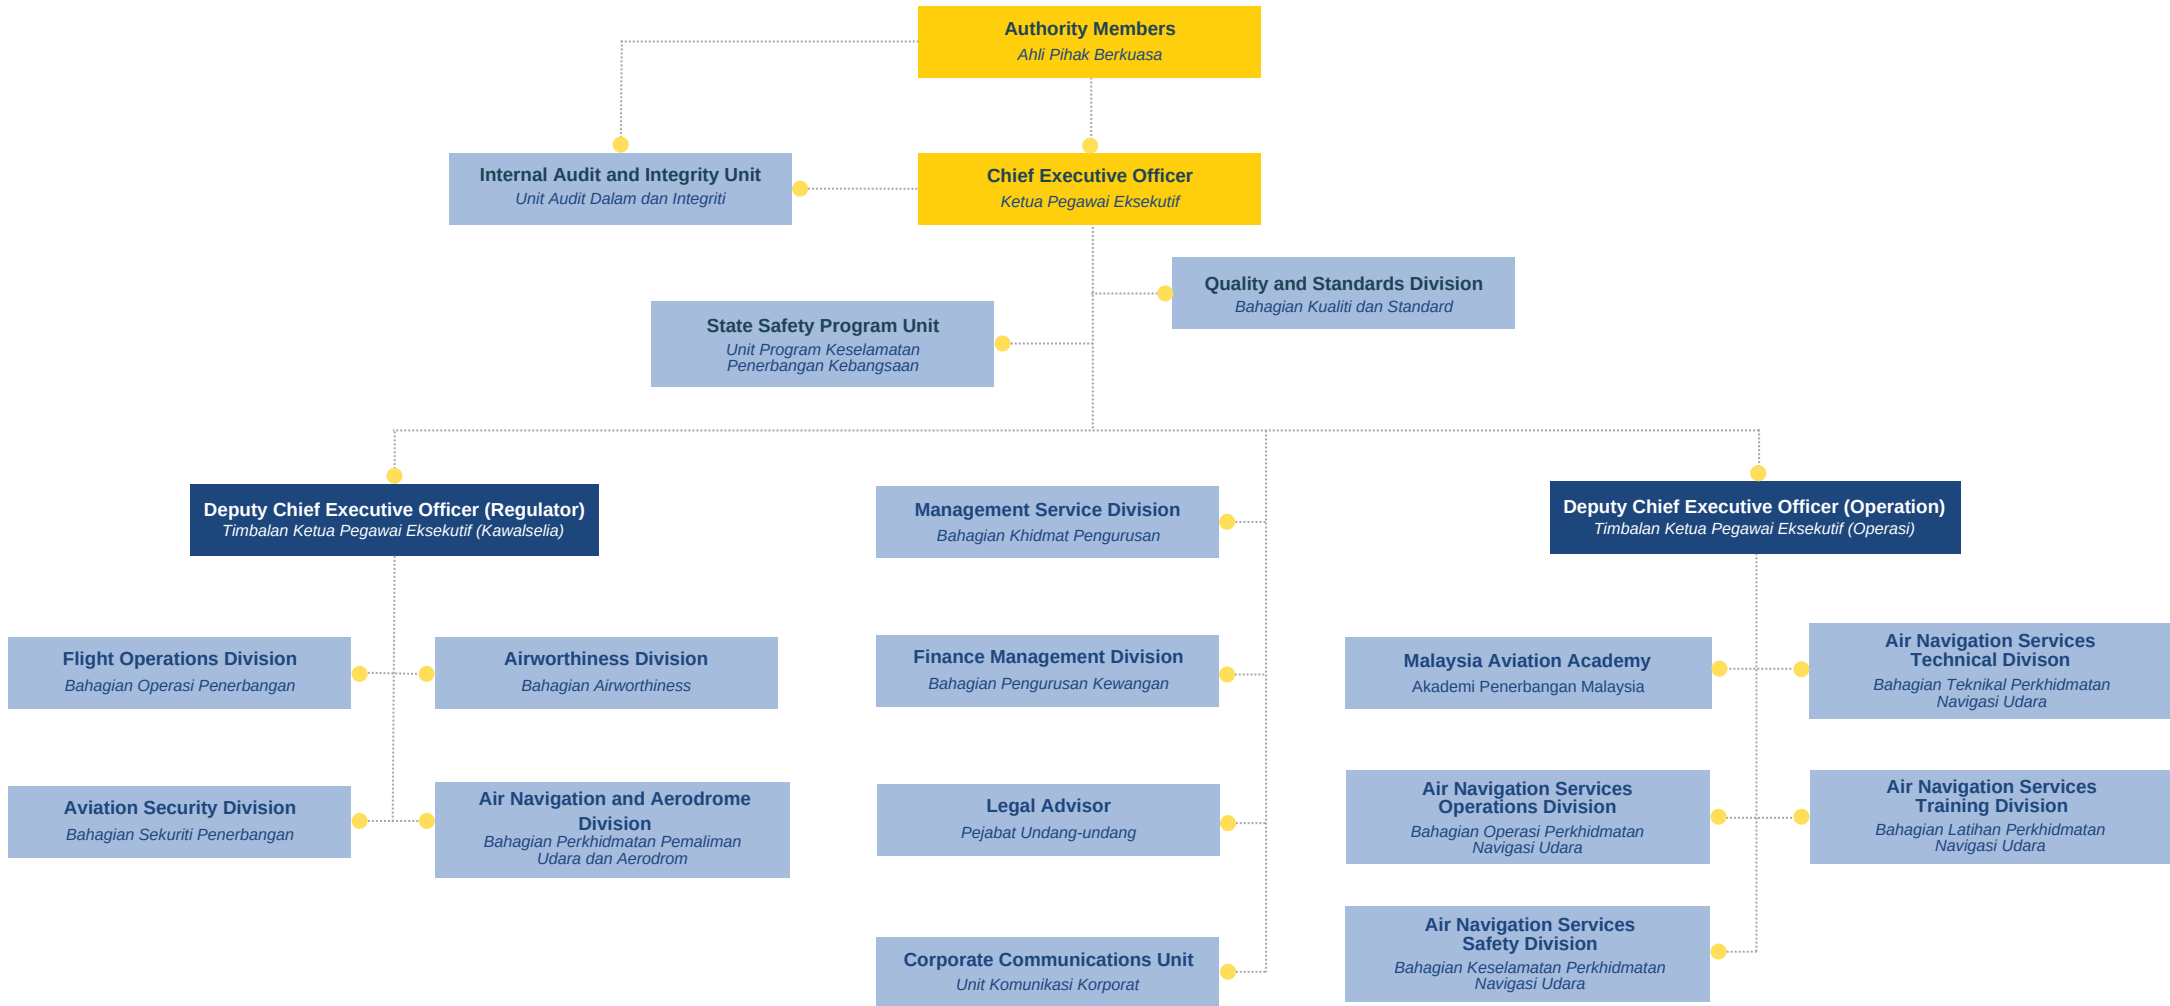 Authority Members
Ahli Pihak Berkuasa
Internal Audit and Integrity Unit
Unit Audit Dalam dan Integriti
Chief Executive Officer
Ketua Pegawai Eksekutif
Quality and Standards Division
Bahagian Kualiti dan Standard
State Safety Program Unit
Unit Program Keselamatan
Penerbangan Kebangsaan
Deputy Chief Executive Officer (Regulator)
Timbalan Ketua Pegawai Eksekutif (Kawalselia)
Management Service Division
Bahagian Khidmat Pengurusan
Deputy Chief Executive Officer (Operation)
Timbalan Ketua Pegawai Eksekutif (Operasi)
Flight Operations Division
Bahagian Operasi Penerbangan
Airworthiness Division
Bahagian Airworthiness
Finance Management Division
Bahagian Pengurusan Kewangan
Malaysia Aviation Academy
Akademi Penerbangan Malaysia
Air Navigation Services
Technical Divison
Bahagian Teknikal Perkhidmatan
Navigasi Udara
Aviation Security Division
Bahagian Sekuriti Penerbangan
Air Navigation and Aerodrome
Division
Bahagian Perkhidmatan Pemaliman
Udara dan Aerodrom
Legal Advisor
Pejabat Undang-undang
Air Navigation Services
Operations Division
Bahagian Operasi Perkhidmatan
Navigasi Udara
Air Navigation Services
Training Division
Bahagian Latihan Perkhidmatan
Navigasi Udara
Corporate Communications Unit
Unit Komunikasi Korporat
Air Navigation Services
Safety Division
Bahagian Keselamatan Perkhidmatan
Navigasi Udara